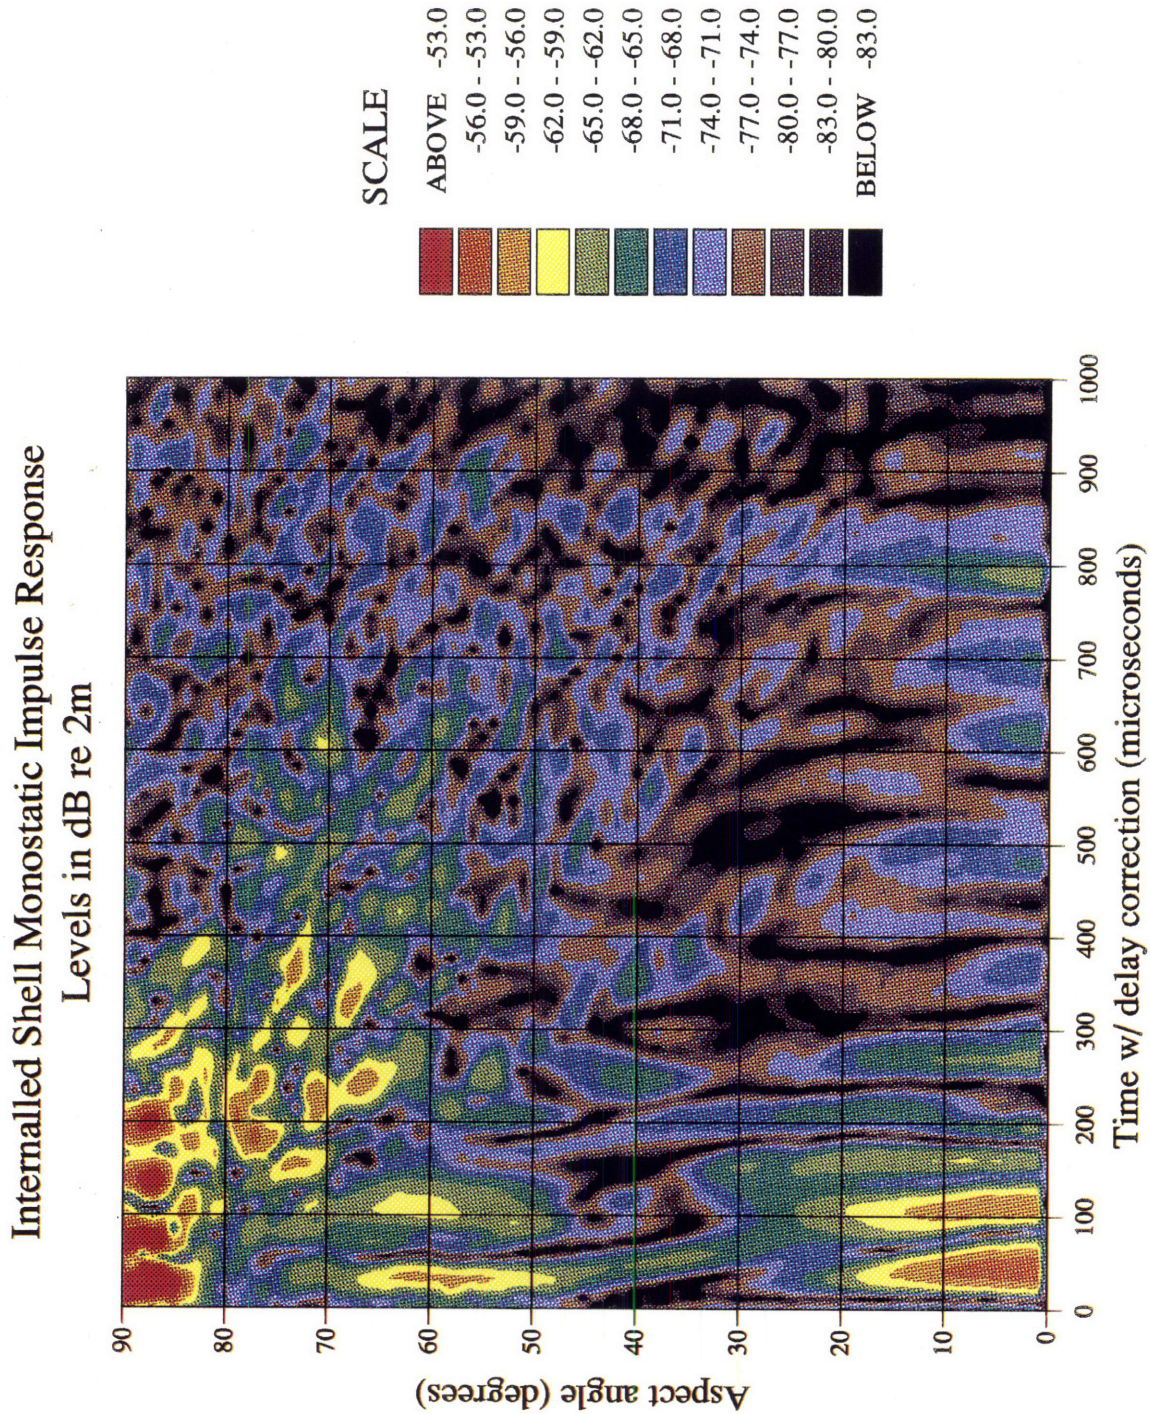 Internalled Shell Monostatic Impulse Response
Levels in dB re 2m
SCALE
ABOVE -53.0
-56.0 - -53.0
-59.0 - -56.0
-62.0 - -59.0
-65.0 - -62.0
-68.0 - -65.0
-71.0 - -68.0
-74.0 - -71.0
-77.0 - -74.0
-80.0 - -77.0
-83.0 - -80.0
BELOW -83.0
Aspect angle (degrees)
90
80
70
60
50
40
30
20
10
0
0
100
200
300
400
500
600
700
800
900
1000
Time w/ delay correction (microseconds)